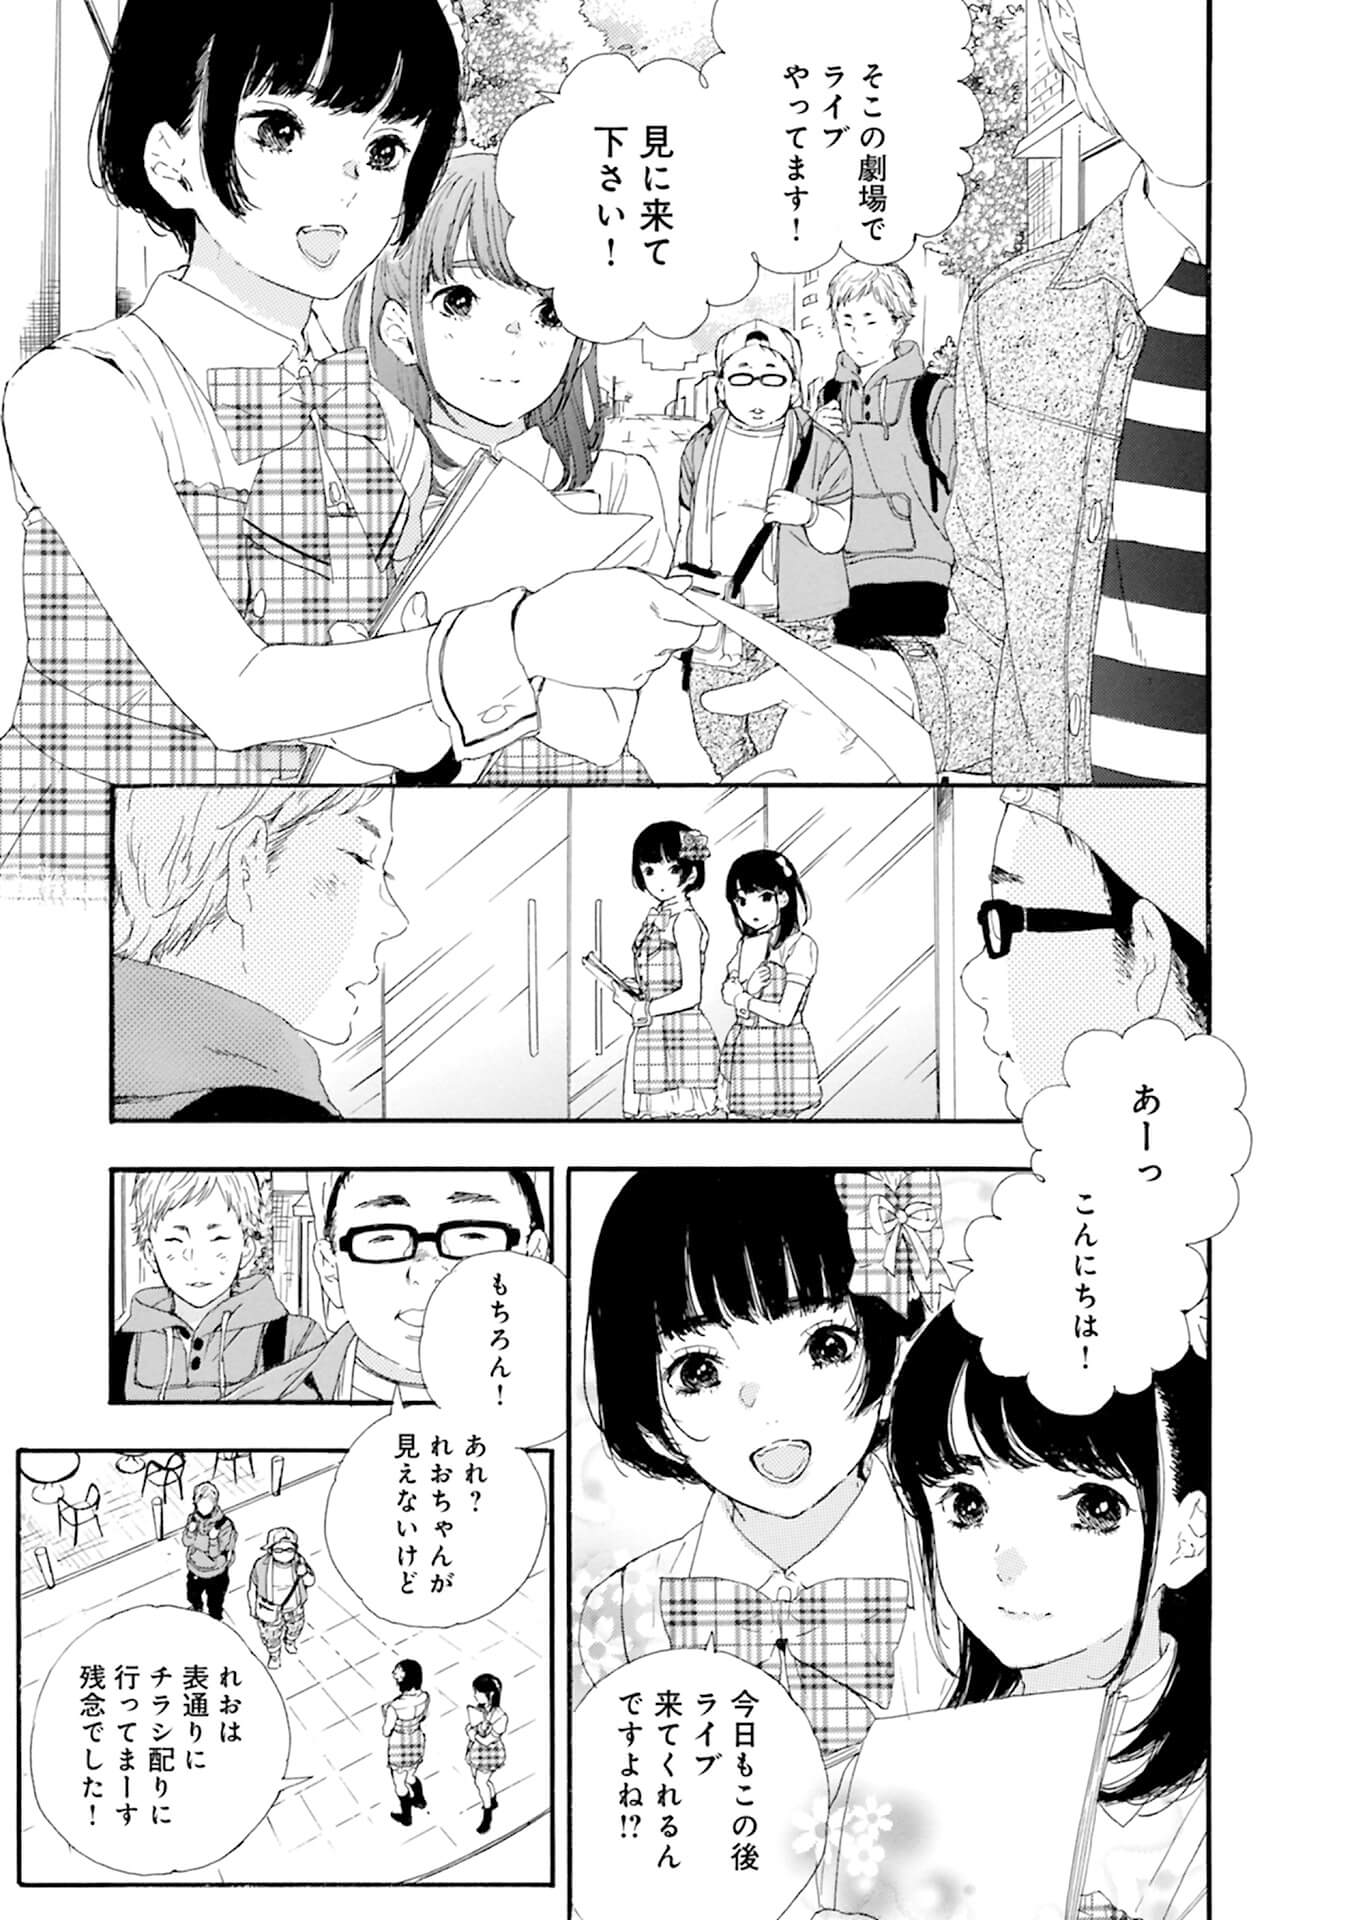 そこの劇場で
ライブ
やってます！
見に来て
下さい！
あーっ
こんにちは！
今日もこの後
ライブ
来てくれるん
ですよね!?
もちろん！
あれ？
れおちゃんが
見えないけど
れおは
表通りに
チラシ配りに
行ってまーす
残念でした！